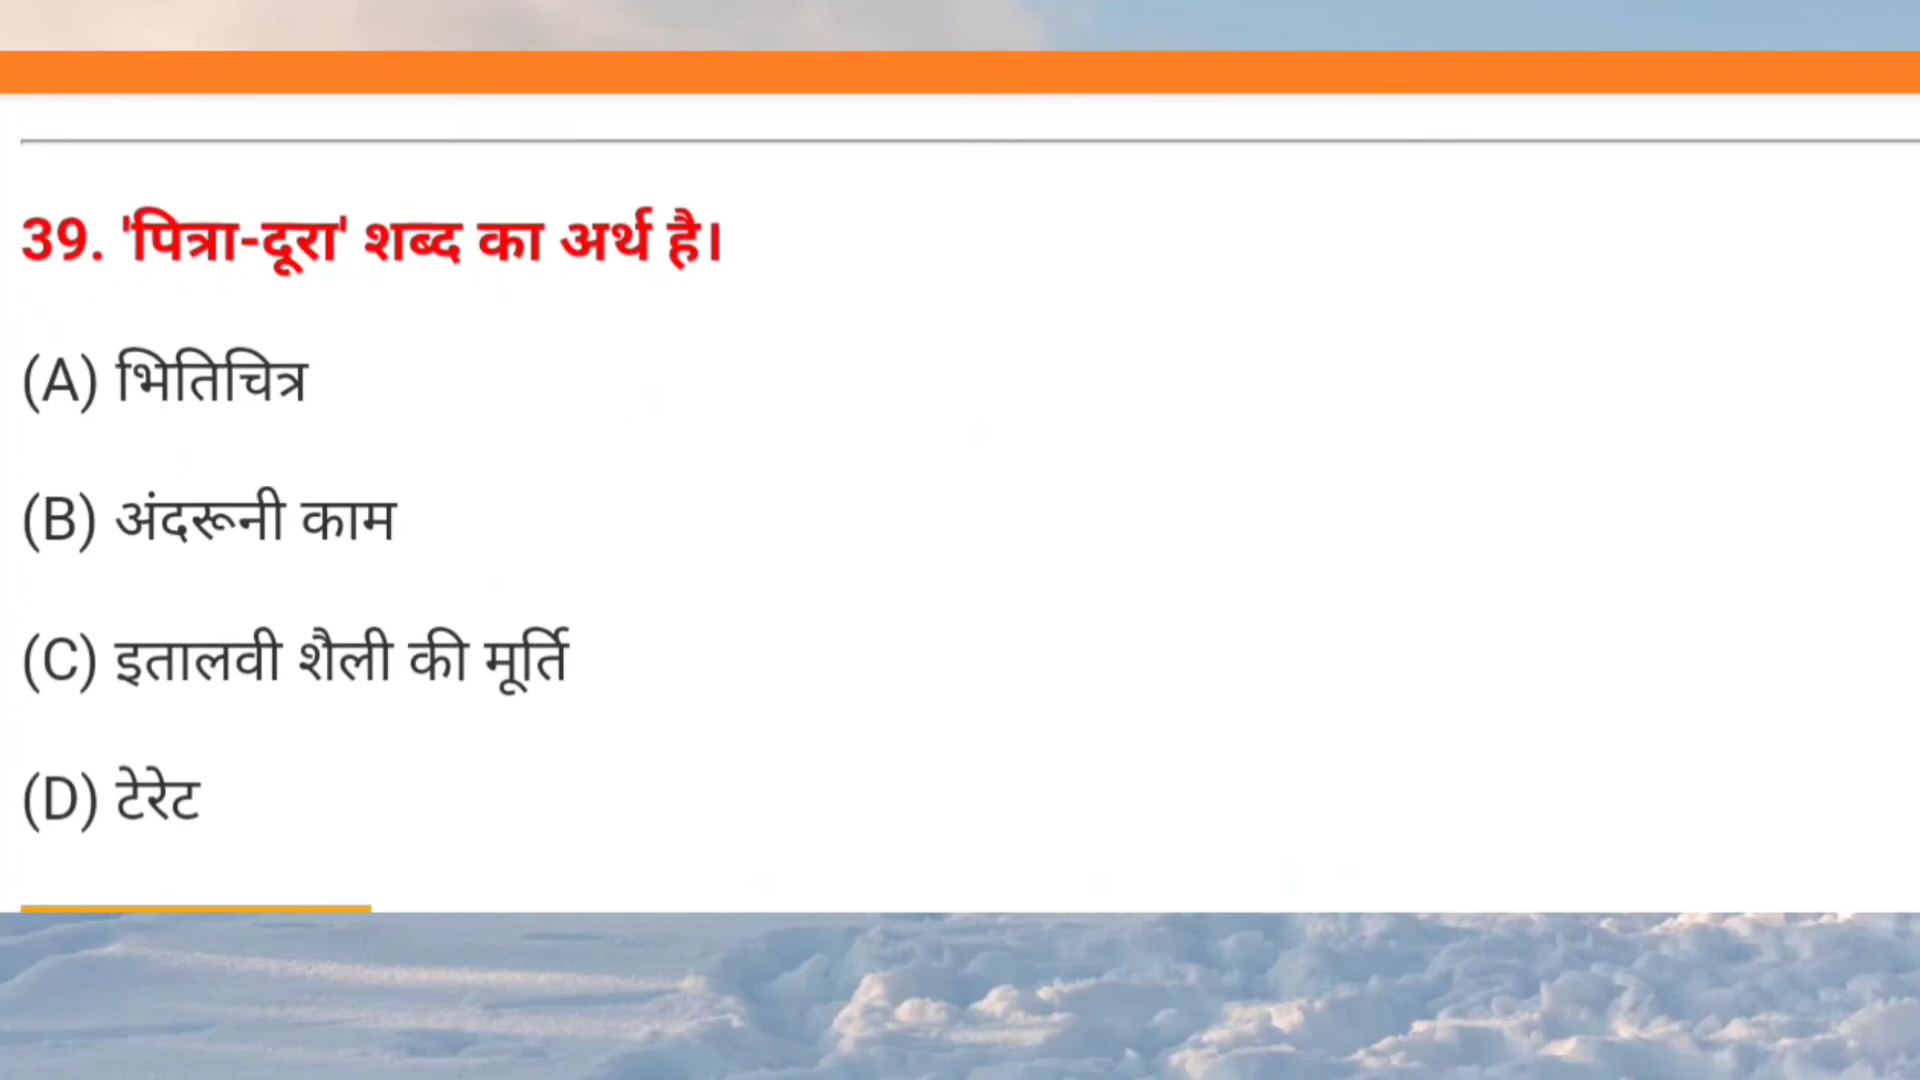 39. 'पित्रा-दूरा' शब्द का अर्थ है।
(A) भितिचित्र
(B) अंदरूनी काम
(C) इतालवी शैली की मूर्ति
(D) टेरेट